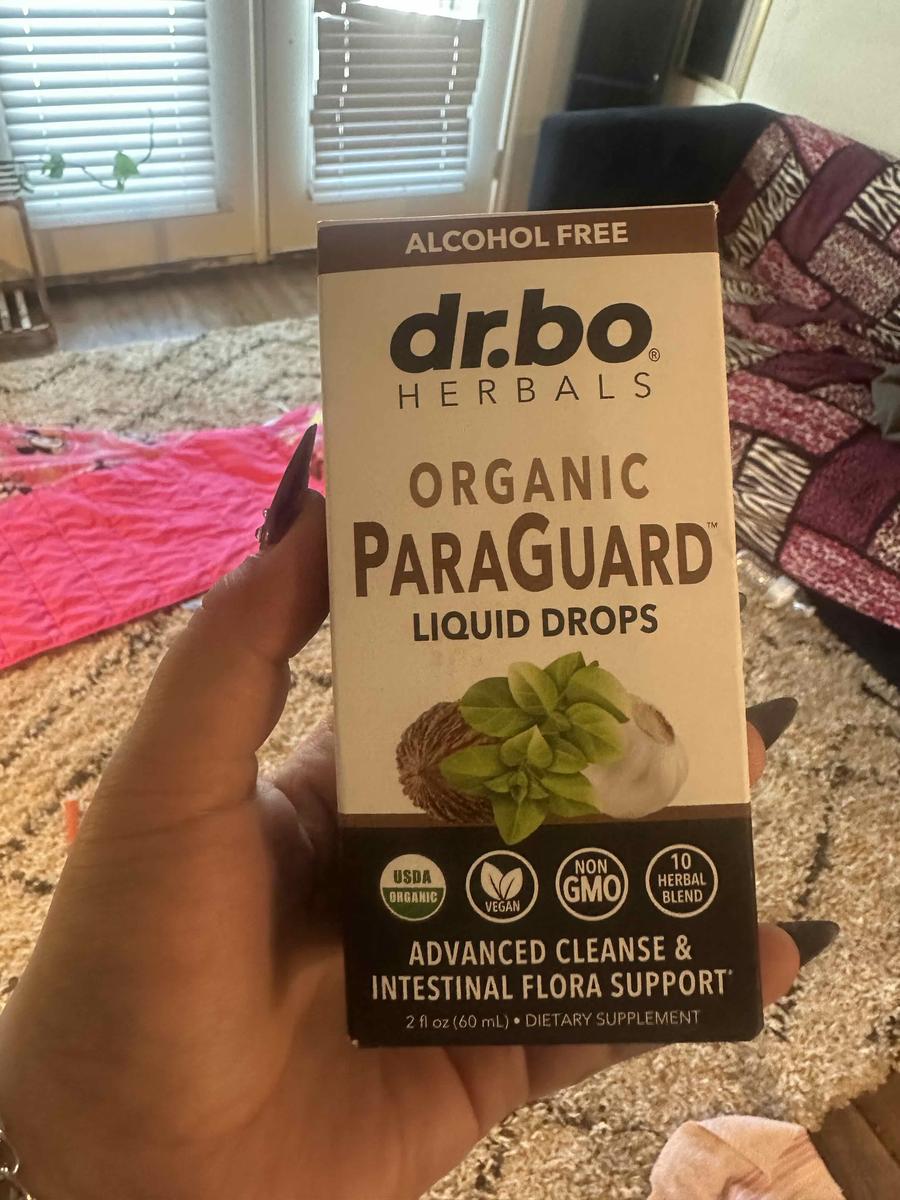 ALCOHOL FREE
dr.bo®
HERBALS
ORGANIC
PARAGUARD™
LIQUID DROPS
USDA
ORGANIC
VEGAN
NON
GMO
10
HERBAL
BLEND
ADVANCED CLEANSE &
INTESTINAL FLORA SUPPORT*
2 fl oz (60 mL) • DIETARY SUPPLEMENT